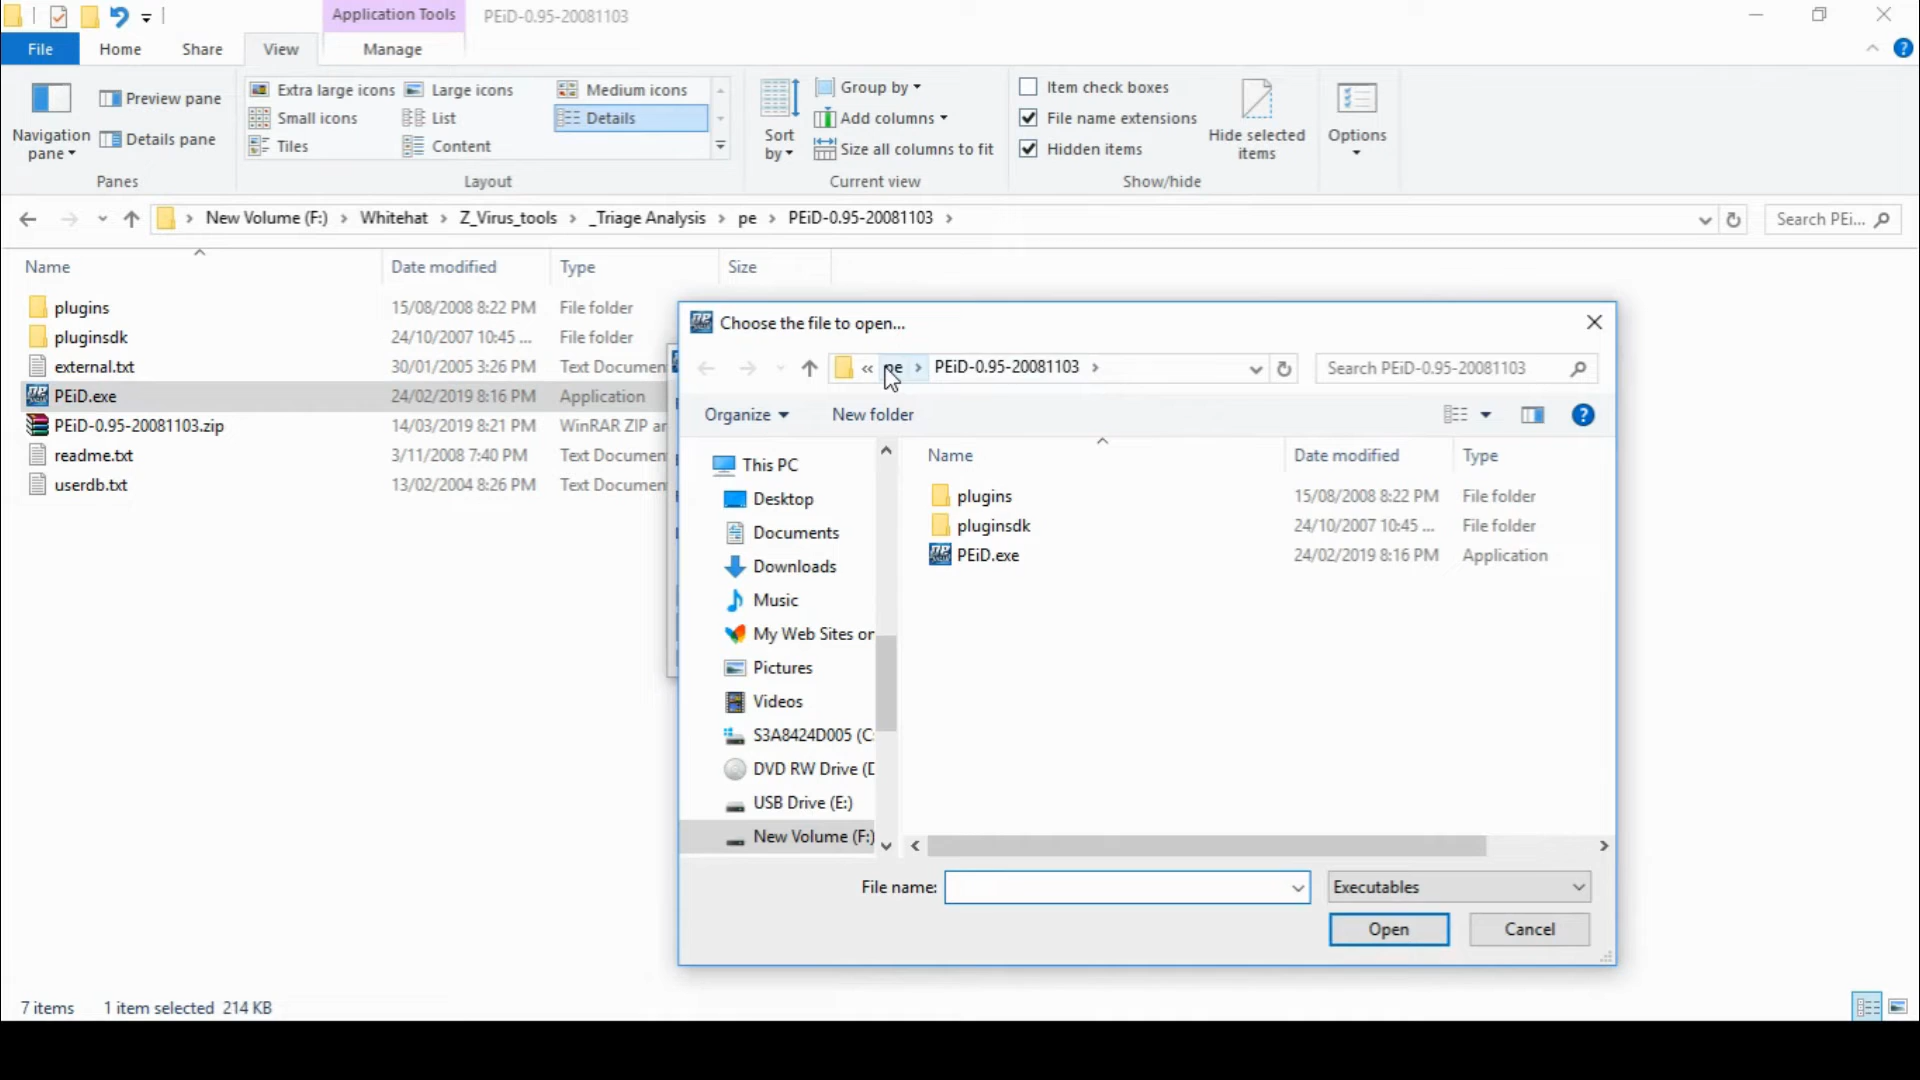 Application Tools PEiD-0.95-20081103
File Home Share View Manage
Navigation pane
Preview pane
Details pane
Panes
Extra large icons Large icons Medium icons
Small icons List Details
Tiles Content
Layout
Sort by
Group by
Add columns
Size all columns to fit
Current view
Item check boxes
File name extensions
Hidden items
Show/hide
Hide selected items
Options
New Volume (F:) Whitehat Z_Virus_tools _Triage Analysis pe PEiD-0.95-20081103 Search PEi...
Name Date modified Type Size
plugins 15/08/2008 8:22 PM File folder
pluginsdk 24/10/2007 10:45 ... File folder
external.txt 30/01/2005 3:26 PM Text Documen
PEiD.exe 24/02/2019 8:16 PM Application
PEiD-0.95-20081103.zip 14/03/2019 8:21 PM WinRAR ZIP ar
readme.txt 3/11/2008 7:40 PM Text Documen
userdb.txt 13/02/2004 8:26 PM Text Documen
Choose the file to open...
« pe PEiD-0.95-20081103 Search PEiD-0.95-20081103
Organize New folder
This PC
Desktop
Documents
Downloads
Music
My Web Sites or
Pictures
Videos
S3A8424D005 (C:
DVD RW Drive (D
USB Drive (E:)
New Volume (F:)
Name Date modified Type
plugins 15/08/2008 8:22 PM File folder
pluginsdk 24/10/2007 10:45 ... File folder
PEiD.exe 24/02/2019 8:16 PM Application
File name: Executables
Open Cancel
7 items 1 item selected 214 KB